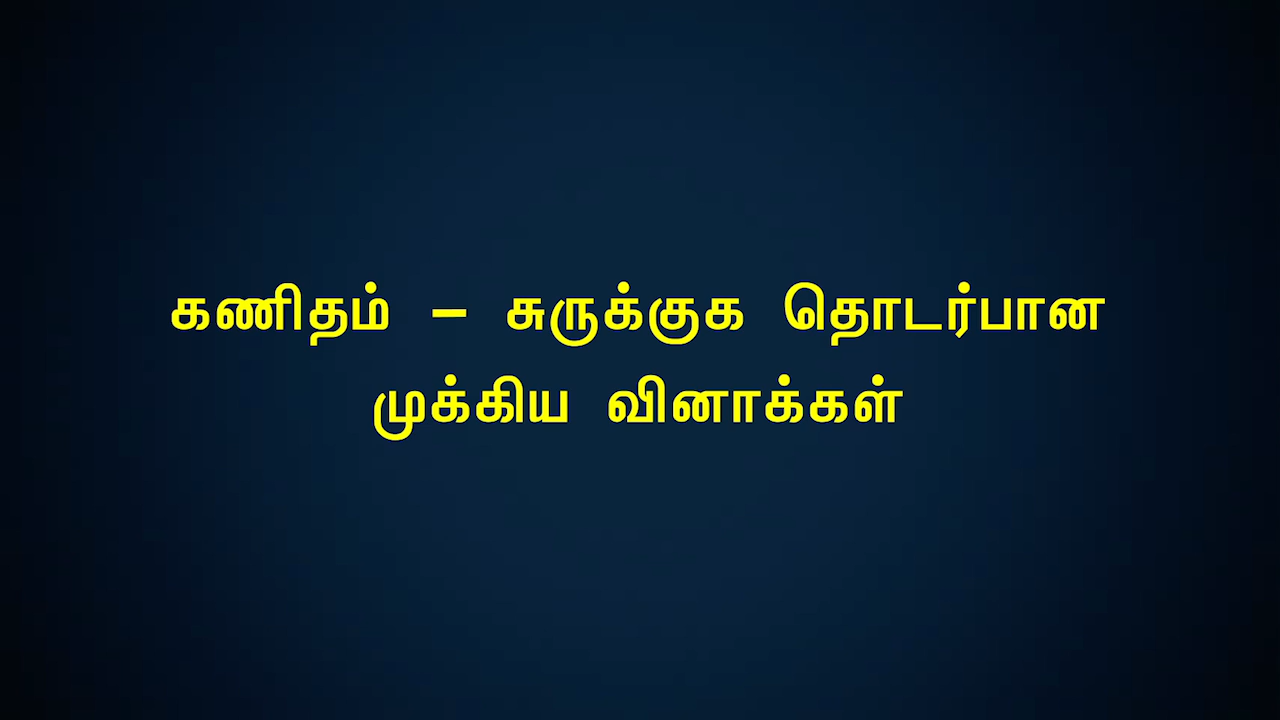 கணிதம் – சுருக்குக தொடர்பான
முக்கிய வினாக்கள்